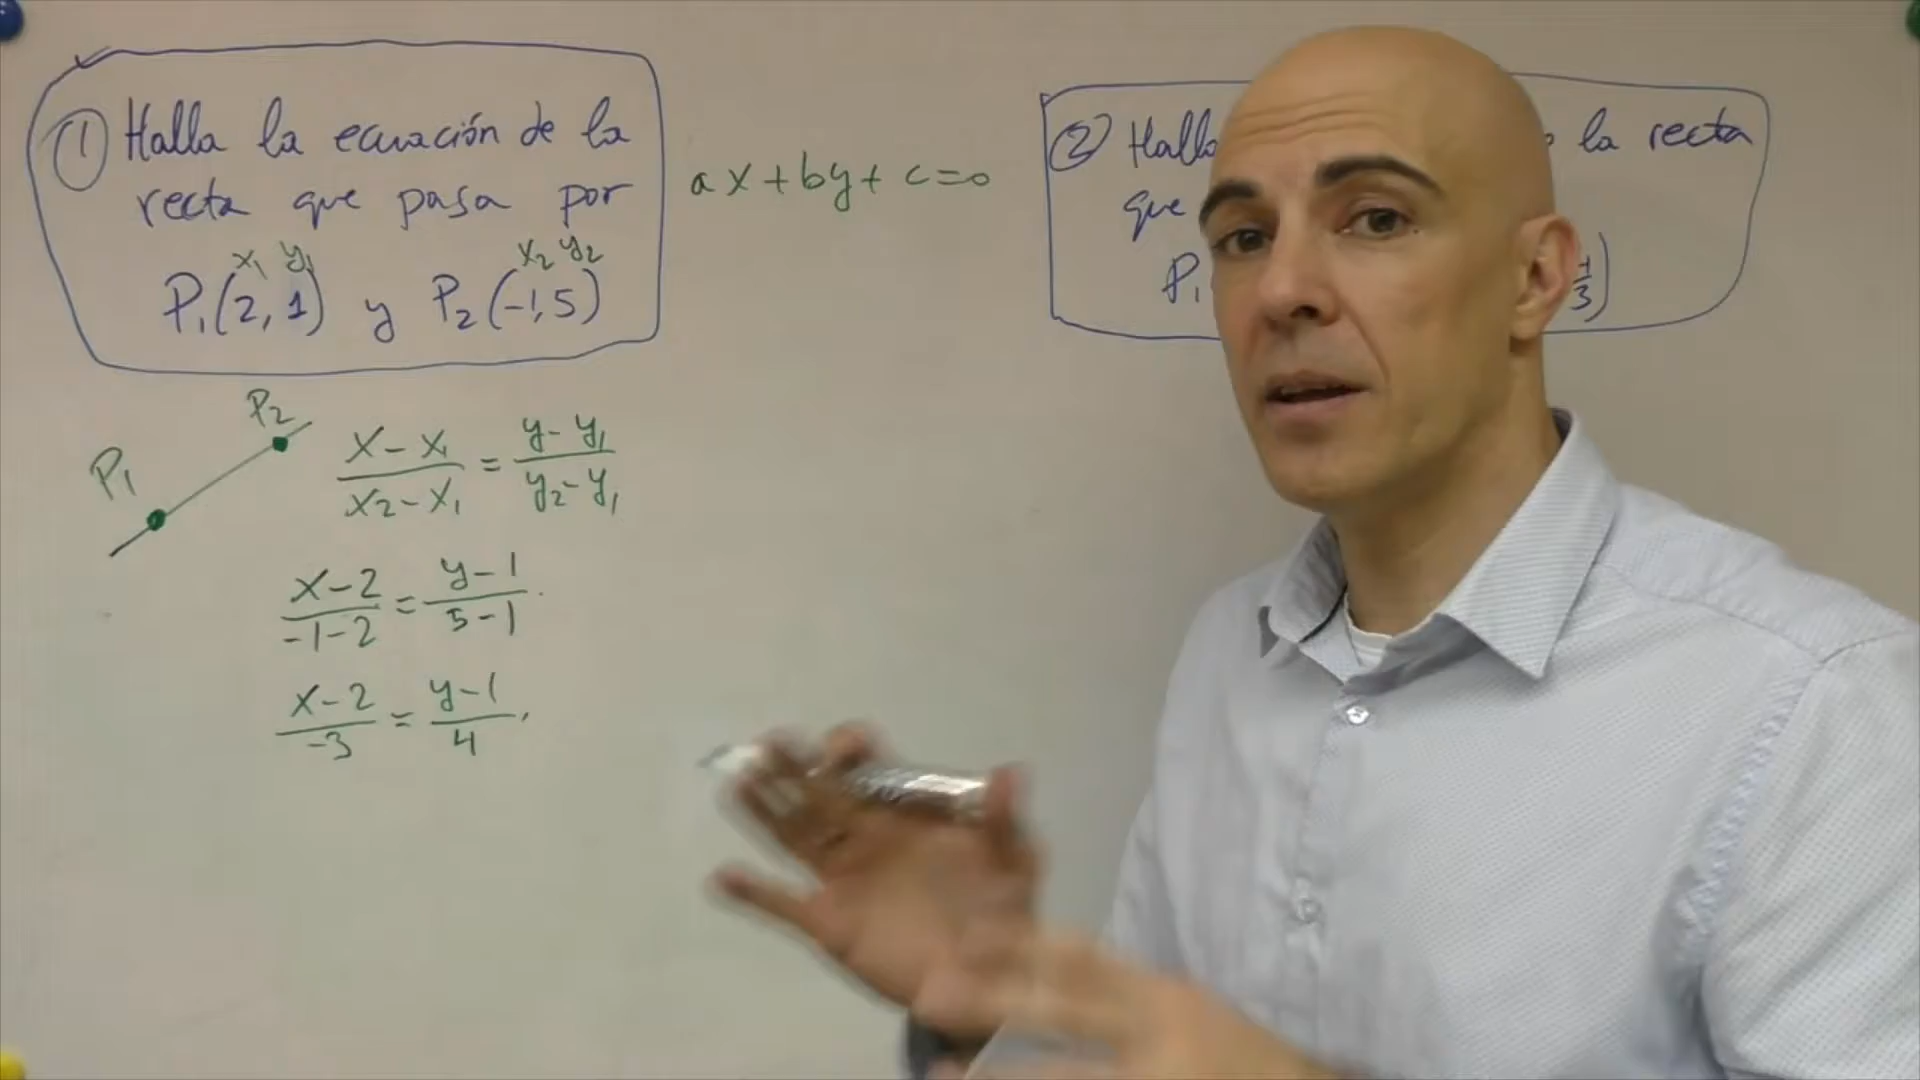 ① Halla la ecuación de la
recta que pasa por
x₁ y₁ x₂ y₂
P₁(2, 1) y P₂(-1, 5)
ax + by + c = 0
② Halla la recta
que
P₁ 1/3)
P₁ P₂
(x - x₁)/(x₂ - x₁) = (y - y₁)/(y₂ - y₁)
(x - 2)/(-1 - 2) = (y - 1)/(5 - 1)
(x - 2)/(-3) = (y - 1)/4